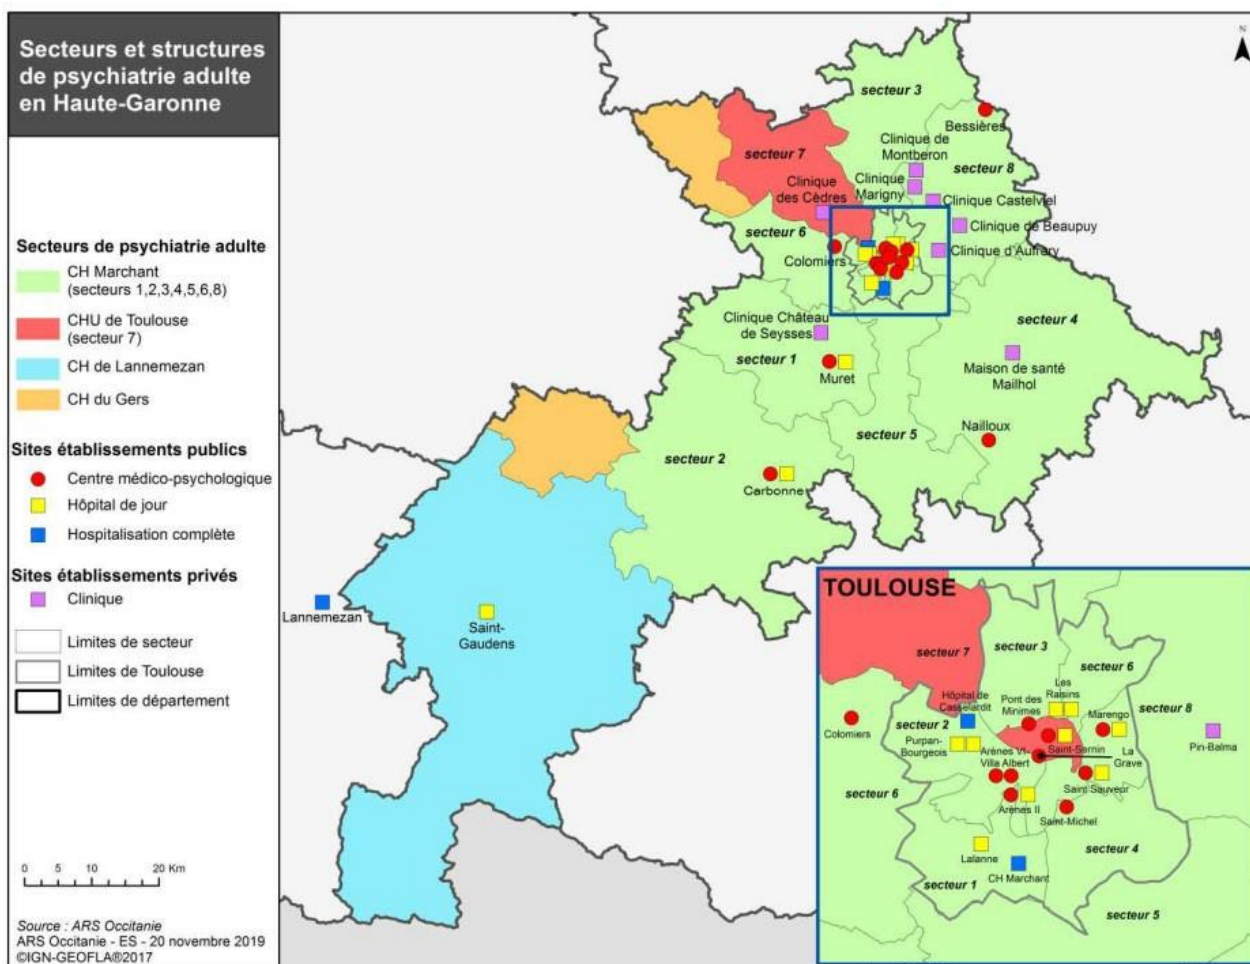 Secteurs et structures
de psychiatrie adulte
en Haute-Garonne
Secteurs de psychiatrie adulte
CH Marchant
(secteurs 1,2,3,4,5,6,8)
CHU de Toulouse
(secteur 7)
CH de Lannemezan
CH du Gers
Sites établissements publics
Centre médico-psychologique
Hôpital de jour
Hospitalisation complète
Sites établissements privés
Clinique
Limites de secteur
Limites de Toulouse
Limites de département
0 5 10 20 Km
Source : ARS Occitanie
ARS Occitanie - ES - 20 novembre 2019
©IGN-GEOFLA®2017
N
secteur 3
Bessières
Clinique de
Montberon
secteur 7
secteur 8
Clinique
des Cèdres
Clinique
Marigny
Clinique Castelviel
Clinique de Beaupuy
secteur 6
Colomiers
Clinique d'Aufrery
Clinique Château
de Seysses
secteur 4
secteur 1
Muret
Maison de santé
Mailhol
Nailloux
secteur 5
secteur 2
Carbonne
Lannemezan
Saint-
Gaudens
TOULOUSE
secteur 7
secteur 3
secteur 6
Les
Raisins
Hôpital de
Casselardit
Pont des
Minimes
Marengo
secteur 8
Colomiers
secteur 2
Purpan-
Bourgeois
Arènes VI-
Villa Albert
Saint-Sernin
La
Grave
Pin-Balma
secteur 6
Saint Sauveur
Arènes II
Saint-Michel
Lalanne
secteur 4
CH Marchant
secteur 1
secteur 5